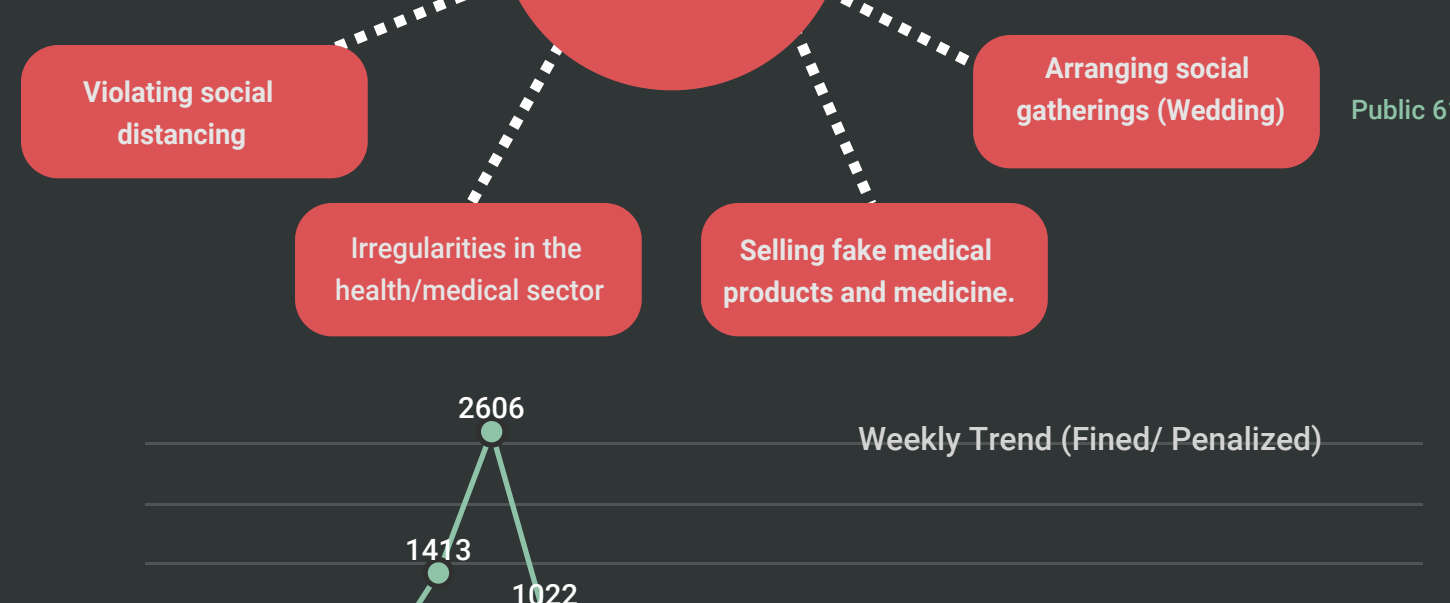 Violating social
distancing
Arranging social
gatherings (Wedding)
Public
Irregularities in the
health/medical sector
Selling fake medical
products and medicine.
2606
Weekly Trend (Fined/ Penalized)
1413
1022